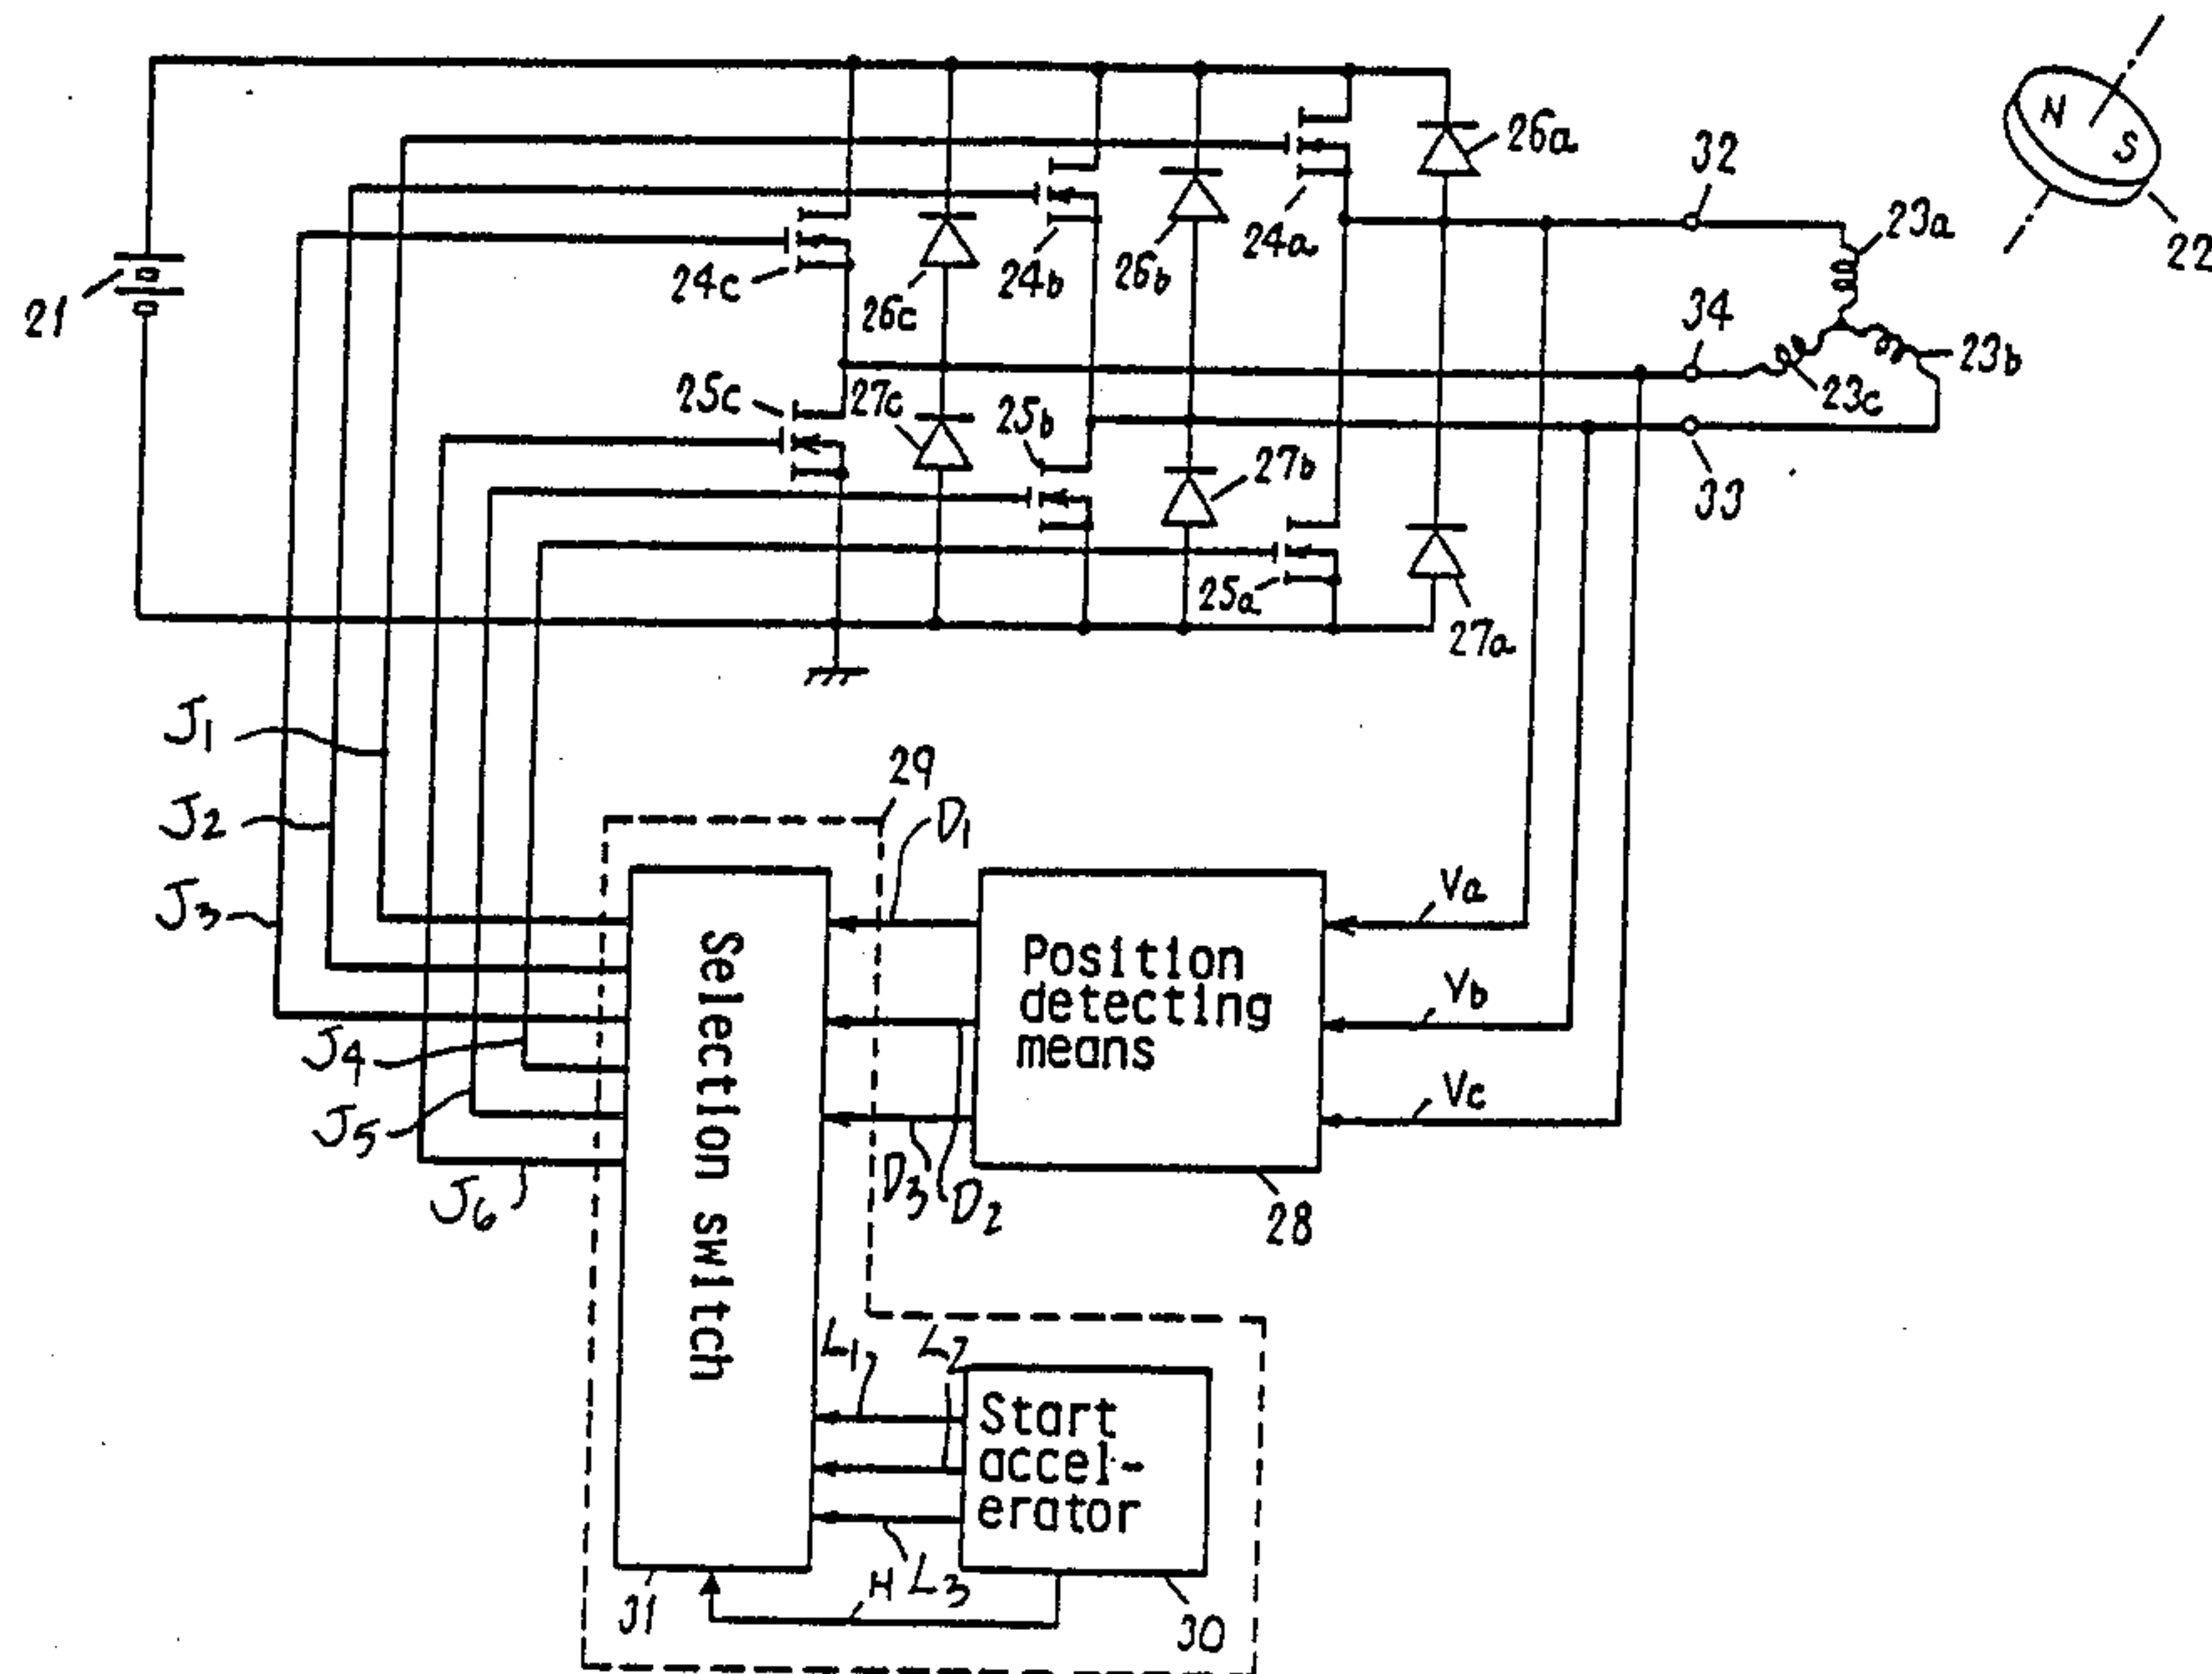 N
S
22
26a
32
23a
24a
26b
24b
26c
24c
21
34
23b
23c
33
25c
27c
25b
27b
25a
27a
J1
J2
J3
J4
J5
J6
29
D1
D3
D2
Selection switch
Position
detecting
means
Va
Vb
Vc
28
L1
L2
Start
accel-
erator
L3
H
31
30